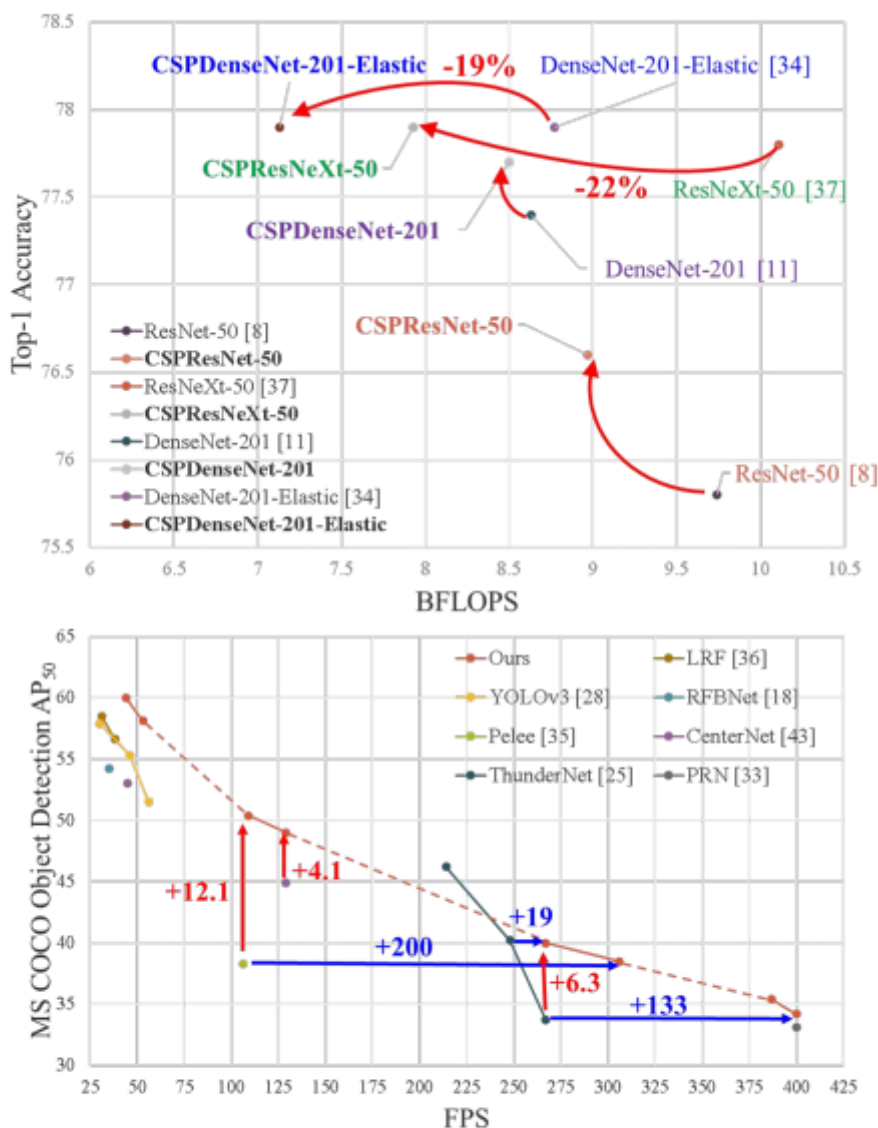 78.5
CSPDenseNet-201-Elastic -19% DenseNet-201-Elastic [34]
78
CSPResNeXt-50
-22% ResNeXt-50 [37]
77.5
CSPDenseNet-201
DenseNet-201 [11]
77
CSPResNet-50
76.5
76
ResNet-50 [8]
75.5
Top-1 Accuracy
ResNet-50 [8]
CSPResNet-50
ResNeXt-50 [37]
CSPResNeXt-50
DenseNet-201 [11]
CSPDenseNet-201
DenseNet-201-Elastic [34]
CSPDenseNet-201-Elastic
6 6.5 7 7.5 8 8.5 9 9.5 10 10.5
BFLOPS
65
60
55
50
45
40
35
30
MS COCO Object Detection AP50
Ours LRF [36]
YOLOv3 [28] RFBNet [18]
Pelee [35] CenterNet [43]
ThunderNet [25] PRN [33]
+12.1 +4.1
+19
+200
+6.3
+133
25 50 75 100 125 150 175 200 225 250 275 300 325 350 375 400 425
FPS